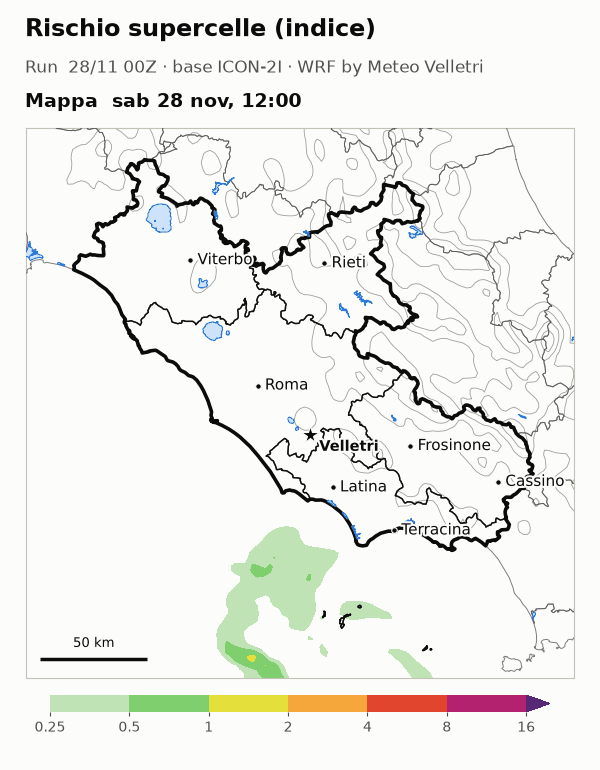 Rischio supercelle (indice)
Run  28/11 00Z · base ICON-2I · WRF by Meteo Velletri
Mappa  sab 28 nov, 12:00
Viterbo
Rieti
Roma
Velletri
Frosinone
Latina
Cassino
Terracina
50 km
0.25 0.5 1 2 4 8 16